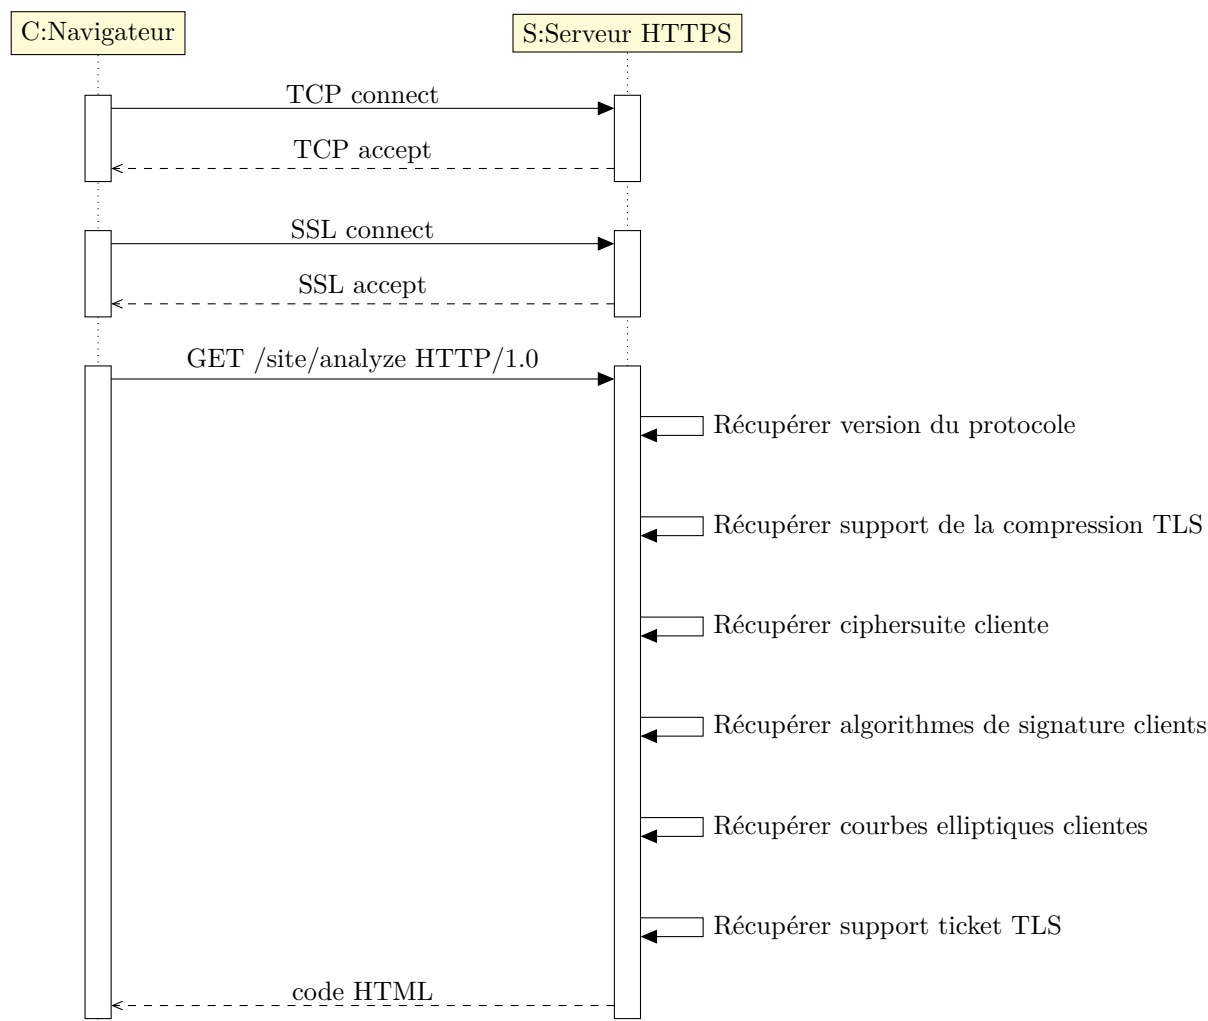 C:Navigateur
S:Serveur HTTPS
TCP connect
TCP accept
SSL connect
SSL accept
GET /site/analyze HTTP/1.0
Récupérer version du protocole
Récupérer support de la compression TLS
Récupérer ciphersuite cliente
Récupérer algorithmes de signature clients
Récupérer courbes elliptiques clientes
Récupérer support ticket TLS
code HTML